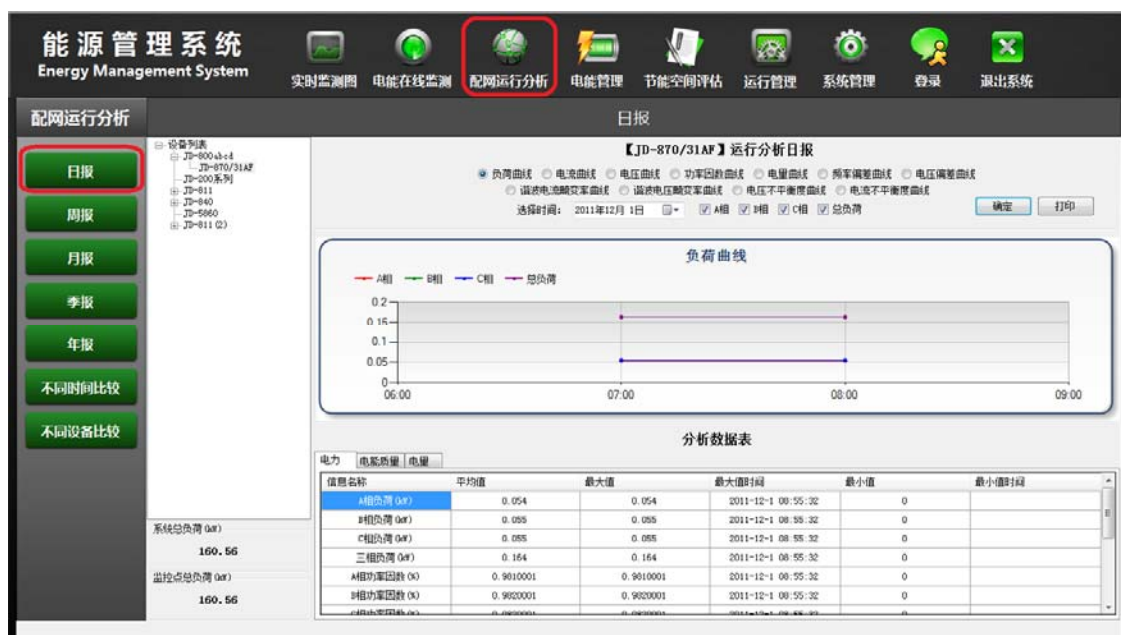 能源管理系统
Energy Management System
实时监测图 电能在线监测 配网运行分析 电能管理 节能空间评估 运行管理 系统管理 登录 退出系统
配网运行分析
日报
日报
周报
月报
季报
年报
不同时间比较
不同设备比较
设备列表
JD-800abcd
JD-870/31AF
JD-200系列
JD-811
JD-840
JD-5860
JD-811(2)
系统总负荷(kW)
160.56
监控点总负荷(kW)
160.56
【JD-870/31AF】运行分析日报
负荷曲线 电流曲线 电压曲线 功率因数曲线 电量曲线 频率偏差曲线 电压偏差曲线
谐波电流畸变率曲线 谐波电压畸变率曲线 电压不平衡度曲线 电流不平衡度曲线
选择时间: 2011年12月 1日 A相 B相 C相 总负荷 确定 打印
负荷曲线
A相 B相 C相 总负荷
0.2
0.15
0.1
0.05
0
06:00 07:00 08:00 09:00
分析数据表
电力 电能质量 电量
信息名称 平均值 最大值 最大值时间 最小值 最小值时间
A相负荷(kW) 0.054 0.054 2011-12-1 08:55:32 0
B相负荷(kW) 0.055 0.055 2011-12-1 08:55:32 0
C相负荷(kW) 0.055 0.055 2011-12-1 08:55:32 0
三相负荷(kW) 0.164 0.164 2011-12-1 08:55:32 0
A相功率因数(%) 0.9810001 0.9810001 2011-12-1 08:55:32 0
B相功率因数(%) 0.9820001 0.9820001 2011-12-1 08:55:32 0